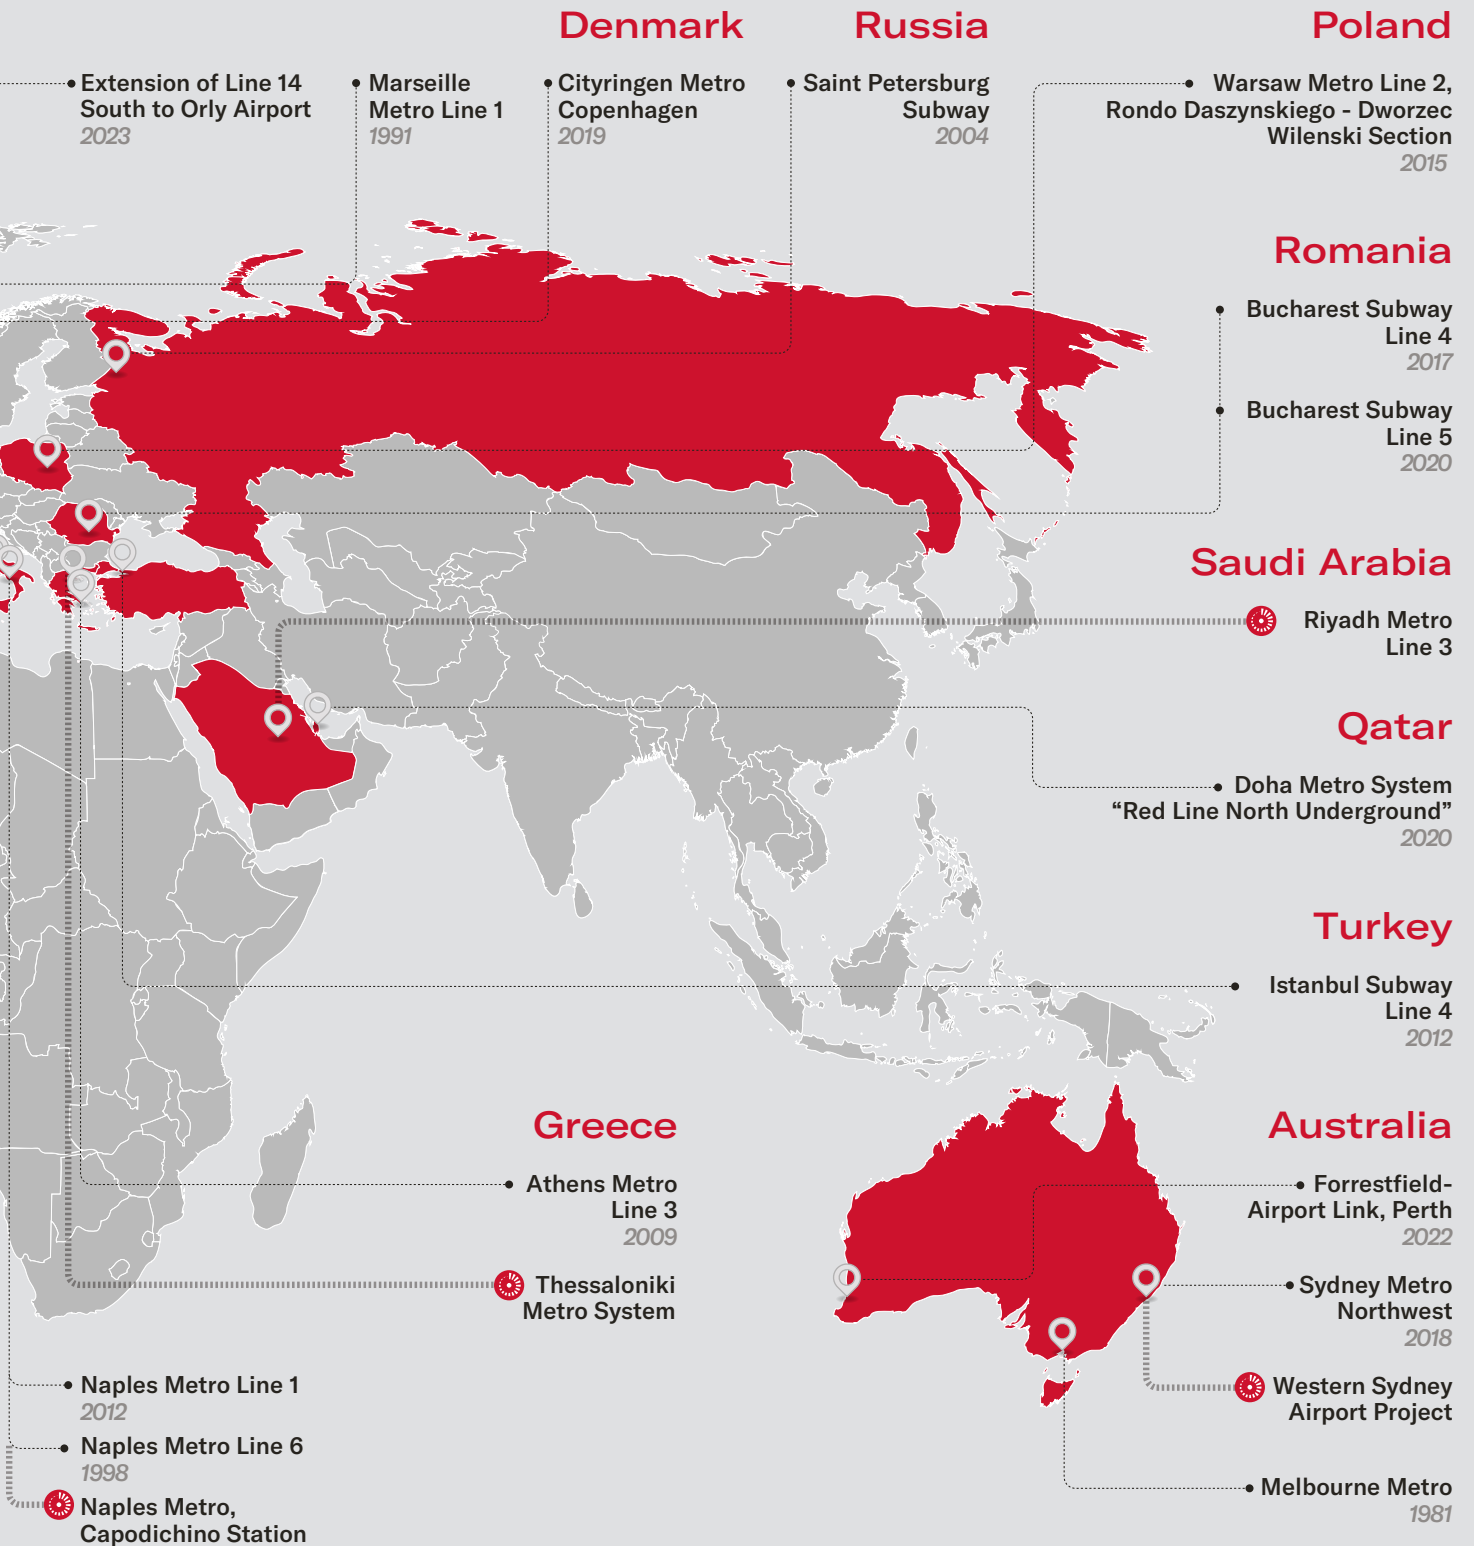 Denmark
Russia
Poland
Extension of Line 14
South to Orly Airport
2023
Marseille
Metro Line 1
1991
Cityringen Metro
Copenhagen
2019
Saint Petersburg
Subway
2004
Warsaw Metro Line 2,
Rondo Daszynskiego - Dworzec
Wilenski Section
2015
Romania
Bucharest Subway
Line 4
2017
Bucharest Subway
Line 5
2020
Saudi Arabia
Riyadh Metro
Line 3
Qatar
Doha Metro System
“Red Line North Underground”
2020
Turkey
Istanbul Subway
Line 4
2012
Greece
Athens Metro
Line 3
2009
Thessaloniki
Metro System
Australia
Forrestfield-
Airport Link, Perth
2022
Sydney Metro
Northwest
2018
Western Sydney
Airport Project
Melbourne Metro
1981
Naples Metro Line 1
2012
Naples Metro Line 6
1998
Naples Metro,
Capodichino Station